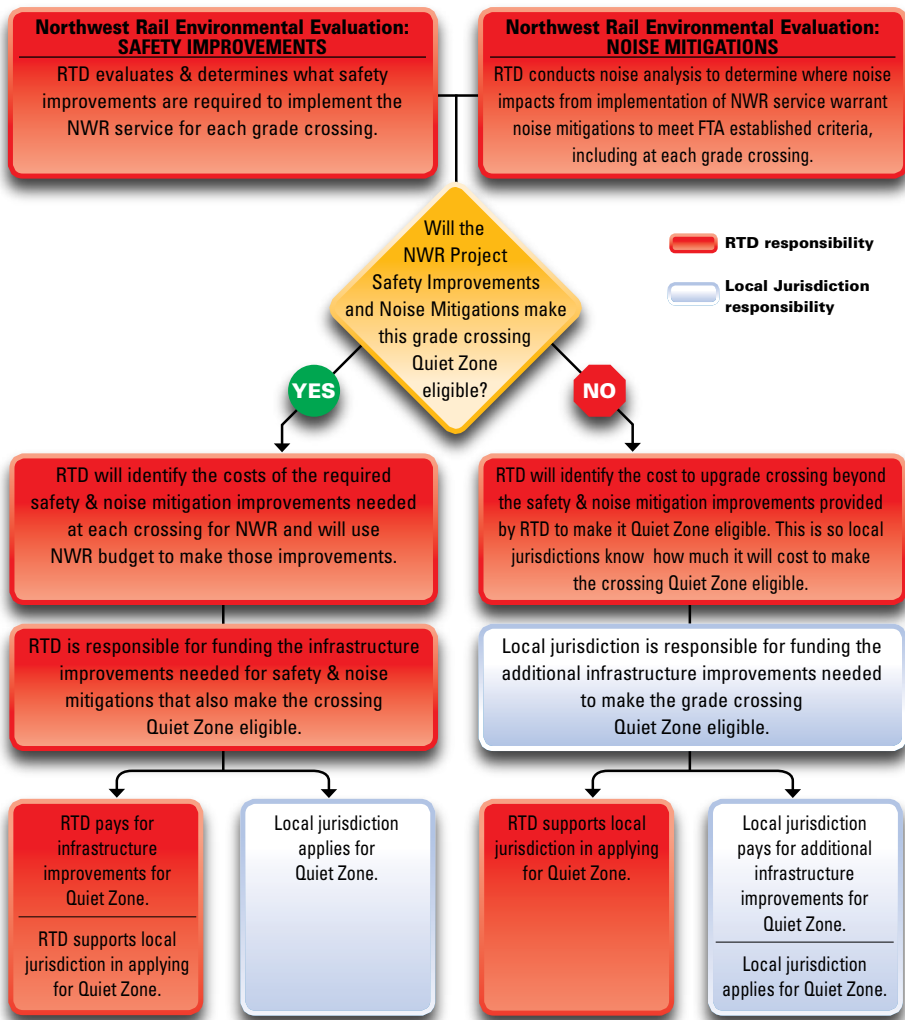 Northwest Rail Environmental Evaluation:
SAFETY IMPROVEMENTS
RTD evaluates & determines what safety
improvements are required to implement the
NWR service for each grade crossing.
Northwest Rail Environmental Evaluation:
NOISE MITIGATIONS
RTD conducts noise analysis to determine where noise
impacts from implementation of NWR service warrant
noise mitigations to meet FTA established criteria,
including at each grade crossing.
Will the
NWR Project
Safety Improvements
and Noise Mitigations make
this grade crossing
Quiet Zone
eligible?
RTD responsibility
Local Jurisdiction
responsibility
YES
NO
RTD will identify the costs of the required
safety & noise mitigation improvements needed
at each crossing for NWR and will use
NWR budget to make those improvements.
RTD will identify the cost to upgrade crossing beyond
the safety & noise mitigation improvements provided
by RTD to make it Quiet Zone eligible. This is so local
jurisdictions know how much it will cost to make
the crossing Quiet Zone eligible.
RTD is responsible for funding the infrastructure
improvements needed for safety & noise
mitigations that also make the crossing
Quiet Zone eligible.
Local jurisdiction is responsible for funding the
additional infrastructure improvements needed
to make the grade crossing
Quiet Zone eligible.
RTD pays for
infrastructure
improvements for
Quiet Zone.
RTD supports local
jurisdiction in applying
for Quiet Zone.
Local jurisdiction
applies for
Quiet Zone.
RTD supports local
jurisdiction in applying
for Quiet Zone.
Local jurisdiction
pays for additional
infrastructure
improvements for
Quiet Zone.
Local jurisdiction
applies for Quiet Zone.